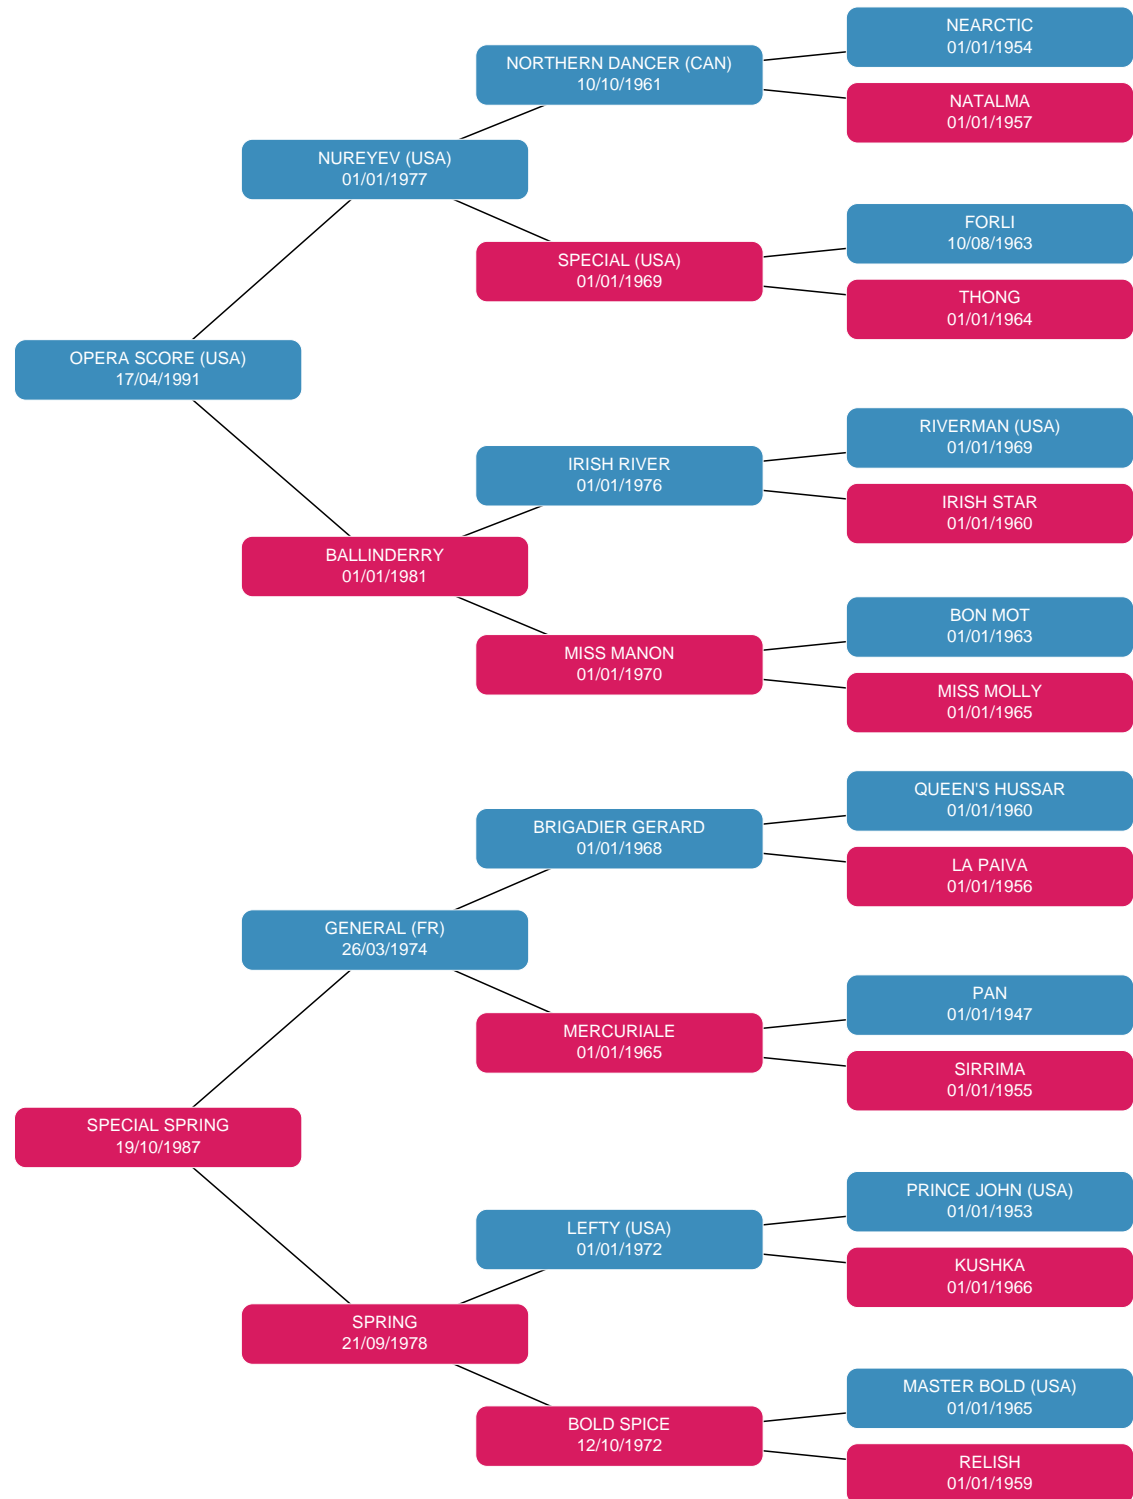 NEARCTIC
01/01/1954
NORTHERN DANCER (CAN)
10/10/1961
NATALMA
01/01/1957
NUREYEV (USA)
01/01/1977
FORLI
10/08/1963
SPECIAL (USA)
01/01/1969
THONG
01/01/1964
OPERA SCORE (USA)
17/04/1991
RIVERMAN (USA)
01/01/1969
IRISH RIVER
01/01/1976
IRISH STAR
01/01/1960
BALLINDERRY
01/01/1981
BON MOT
01/01/1963
MISS MANON
01/01/1970
MISS MOLLY
01/01/1965
QUEEN'S HUSSAR
01/01/1960
BRIGADIER GERARD
01/01/1968
LA PAIVA
01/01/1956
GENERAL (FR)
26/03/1974
PAN
01/01/1947
MERCURIALE
01/01/1965
SIRRIMA
01/01/1955
SPECIAL SPRING
19/10/1987
PRINCE JOHN (USA)
01/01/1953
LEFTY (USA)
01/01/1972
KUSHKA
01/01/1966
SPRING
21/09/1978
MASTER BOLD (USA)
01/01/1965
BOLD SPICE
12/10/1972
RELISH
01/01/1959